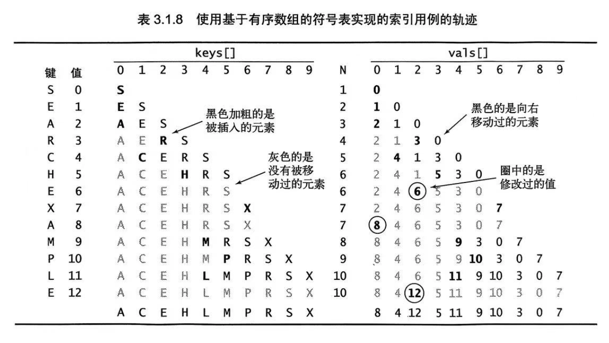 表 3.1.8 使用基于有序数组的符号表实现的索引用例的轨迹
keys[] vals[]
键 值 0 1 2 3 4 5 6 7 8 9 N 0 1 2 3 4 5 6 7 8 9
S 0 S 1 0
E 1 E S 2 1 0
A 2 A E S 3 2 1 0
R 3 A E R S 4 2 1 3 0
C 4 A C E R S 5 2 4 1 3 0
H 5 A C E H R S 6 2 4 1 5 3 0
E 6 A C E H R S 6 2 4 6 5 3 0
X 7 A C E H R S X 7 2 4 6 5 3 0 7
A 8 A C E H R S X 7 8 4 6 5 3 0 7
M 9 A C E H M R S X 8 8 4 6 5 9 3 0 7
P 10 A C E H M P R S X 9 8 4 6 5 9 10 3 0 7
L 11 A C E H L M P R S X 10 8 4 6 5 11 9 10 3 0 7
E 12 A C E H L M P R S X 10 8 4 12 5 11 9 10 3 0 7
A C E H L M P R S X 8 4 12 5 11 9 10 3 0 7
黑色加粗的是
被插入的元素
灰色的是
没有被移
动过的元素
黑色的是向右
移动过的元素
圈中的是
修改过的值